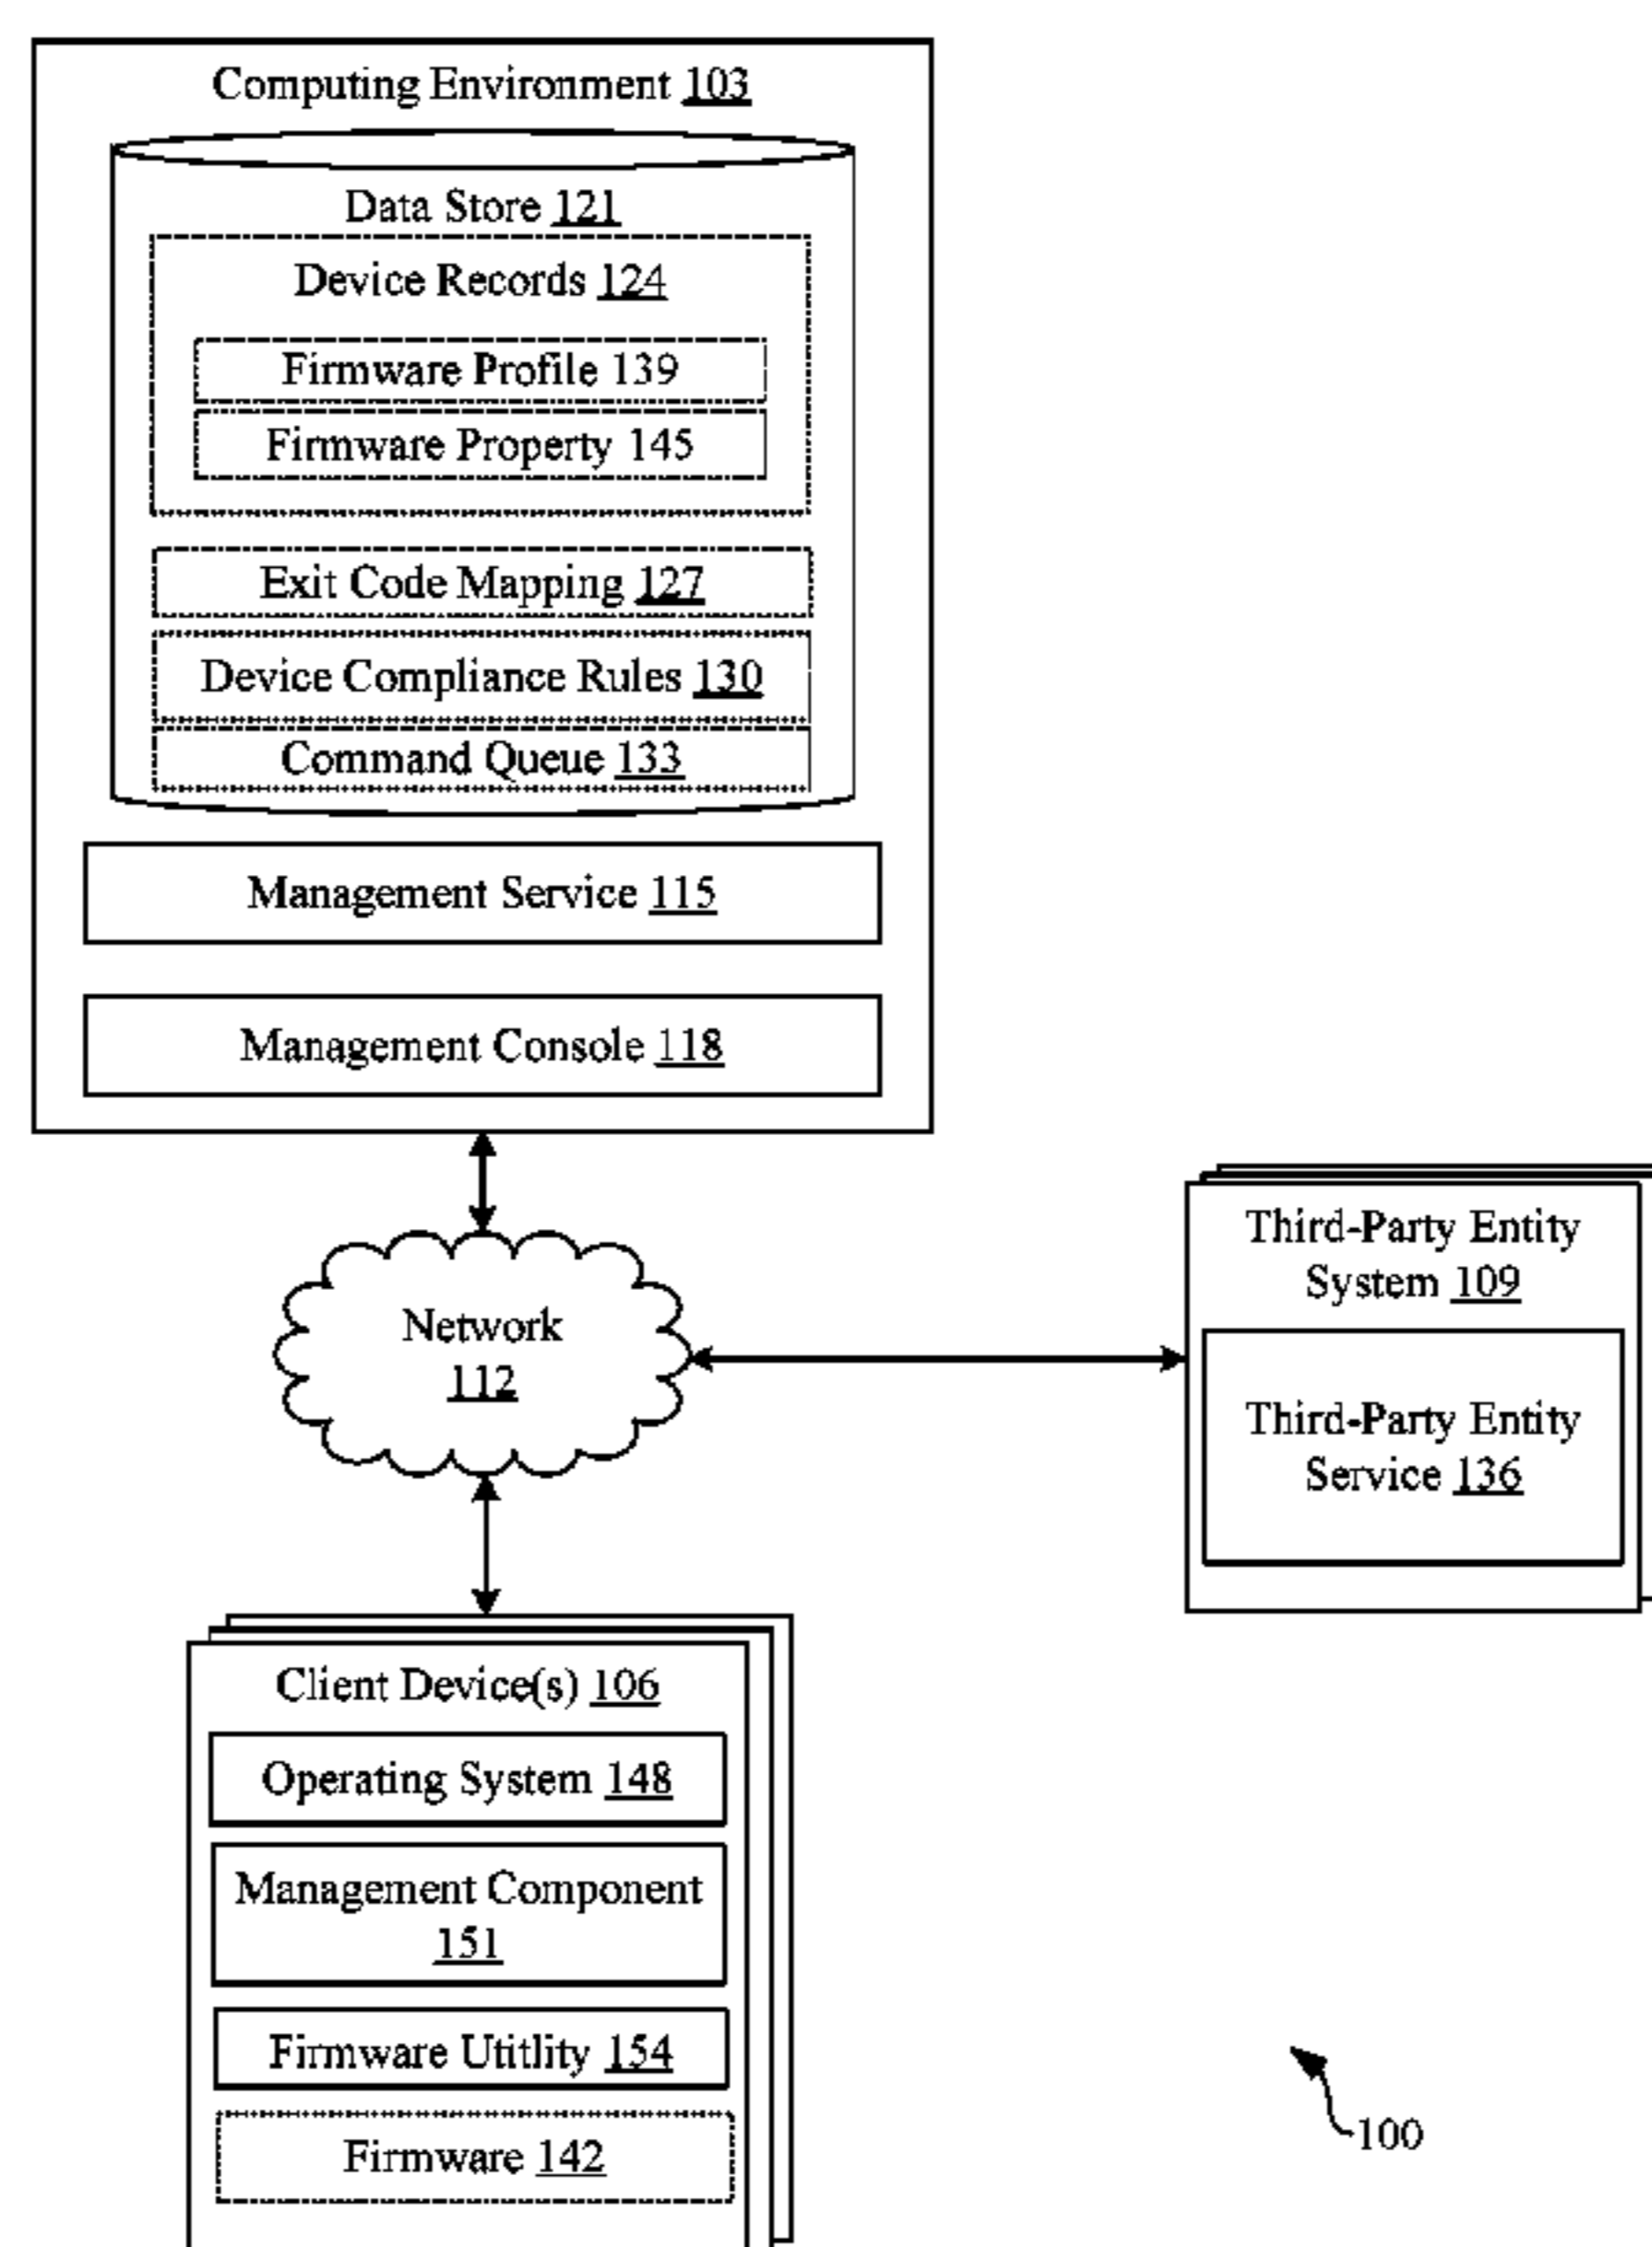 Computing Environment 103
Data Store 121
Device Records 124
Firmware Profile 139
Firmware Property 145
Exit Code Mapping 127
Device Compliance Rules 130
Command Queue 133
Management Service 115
Management Console 118
Network
112
Third-Party Entity
System 109
Third-Party Entity
Service 136
Client Device(s) 106
Operating System 148
Management Component
151
Firmware Utitlity 154
Firmware 142
100